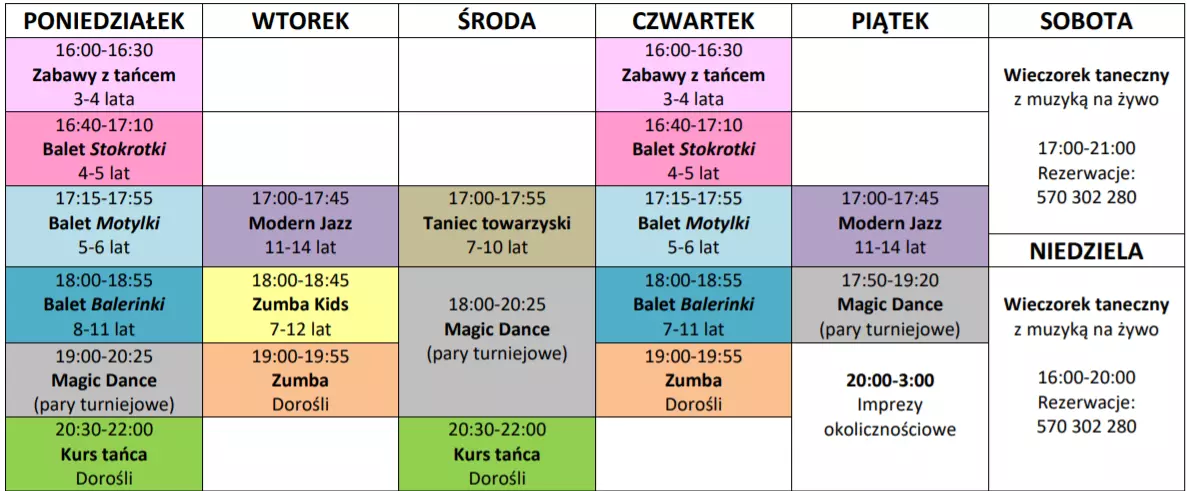 PONIEDZIAŁEK WTOREK ŚRODA CZWARTEK PIĄTEK SOBOTA
16:00-16:30
Zabawy z tańcem
3-4 lata
16:00-16:30
Zabawy z tańcem
3-4 lata
Wieczorek taneczny
z muzyką na żywo
17:00-21:00
Rezerwacje:
570 302 280
16:40-17:10
Balet Stokrotki
4-5 lat
16:40-17:10
Balet Stokrotki
4-5 lat
17:15-17:55
Balet Motylki
5-6 lat
17:00-17:45
Modern Jazz
11-14 lat
17:00-17:55
Taniec towarzyski
7-10 lat
17:15-17:55
Balet Motylki
5-6 lat
17:00-17:45
Modern Jazz
11-14 lat
NIEDZIELA
18:00-18:55
Balet Balerinki
8-11 lat
18:00-18:45
Zumba Kids
7-12 lat
18:00-20:25
Magic Dance
(pary turniejowe)
18:00-18:55
Balet Balerinki
7-11 lat
17:50-19:20
Magic Dance
(pary turniejowe)
Wieczorek taneczny
z muzyką na żywo
16:00-20:00
Rezerwacje:
570 302 280
19:00-20:25
Magic Dance
(pary turniejowe)
19:00-19:55
Zumba
Dorośli
19:00-19:55
Zumba
Dorośli
20:00-3:00
Imprezy
okolicznościowe
20:30-22:00
Kurs tańca
Dorośli
20:30-22:00
Kurs tańca
Dorośli